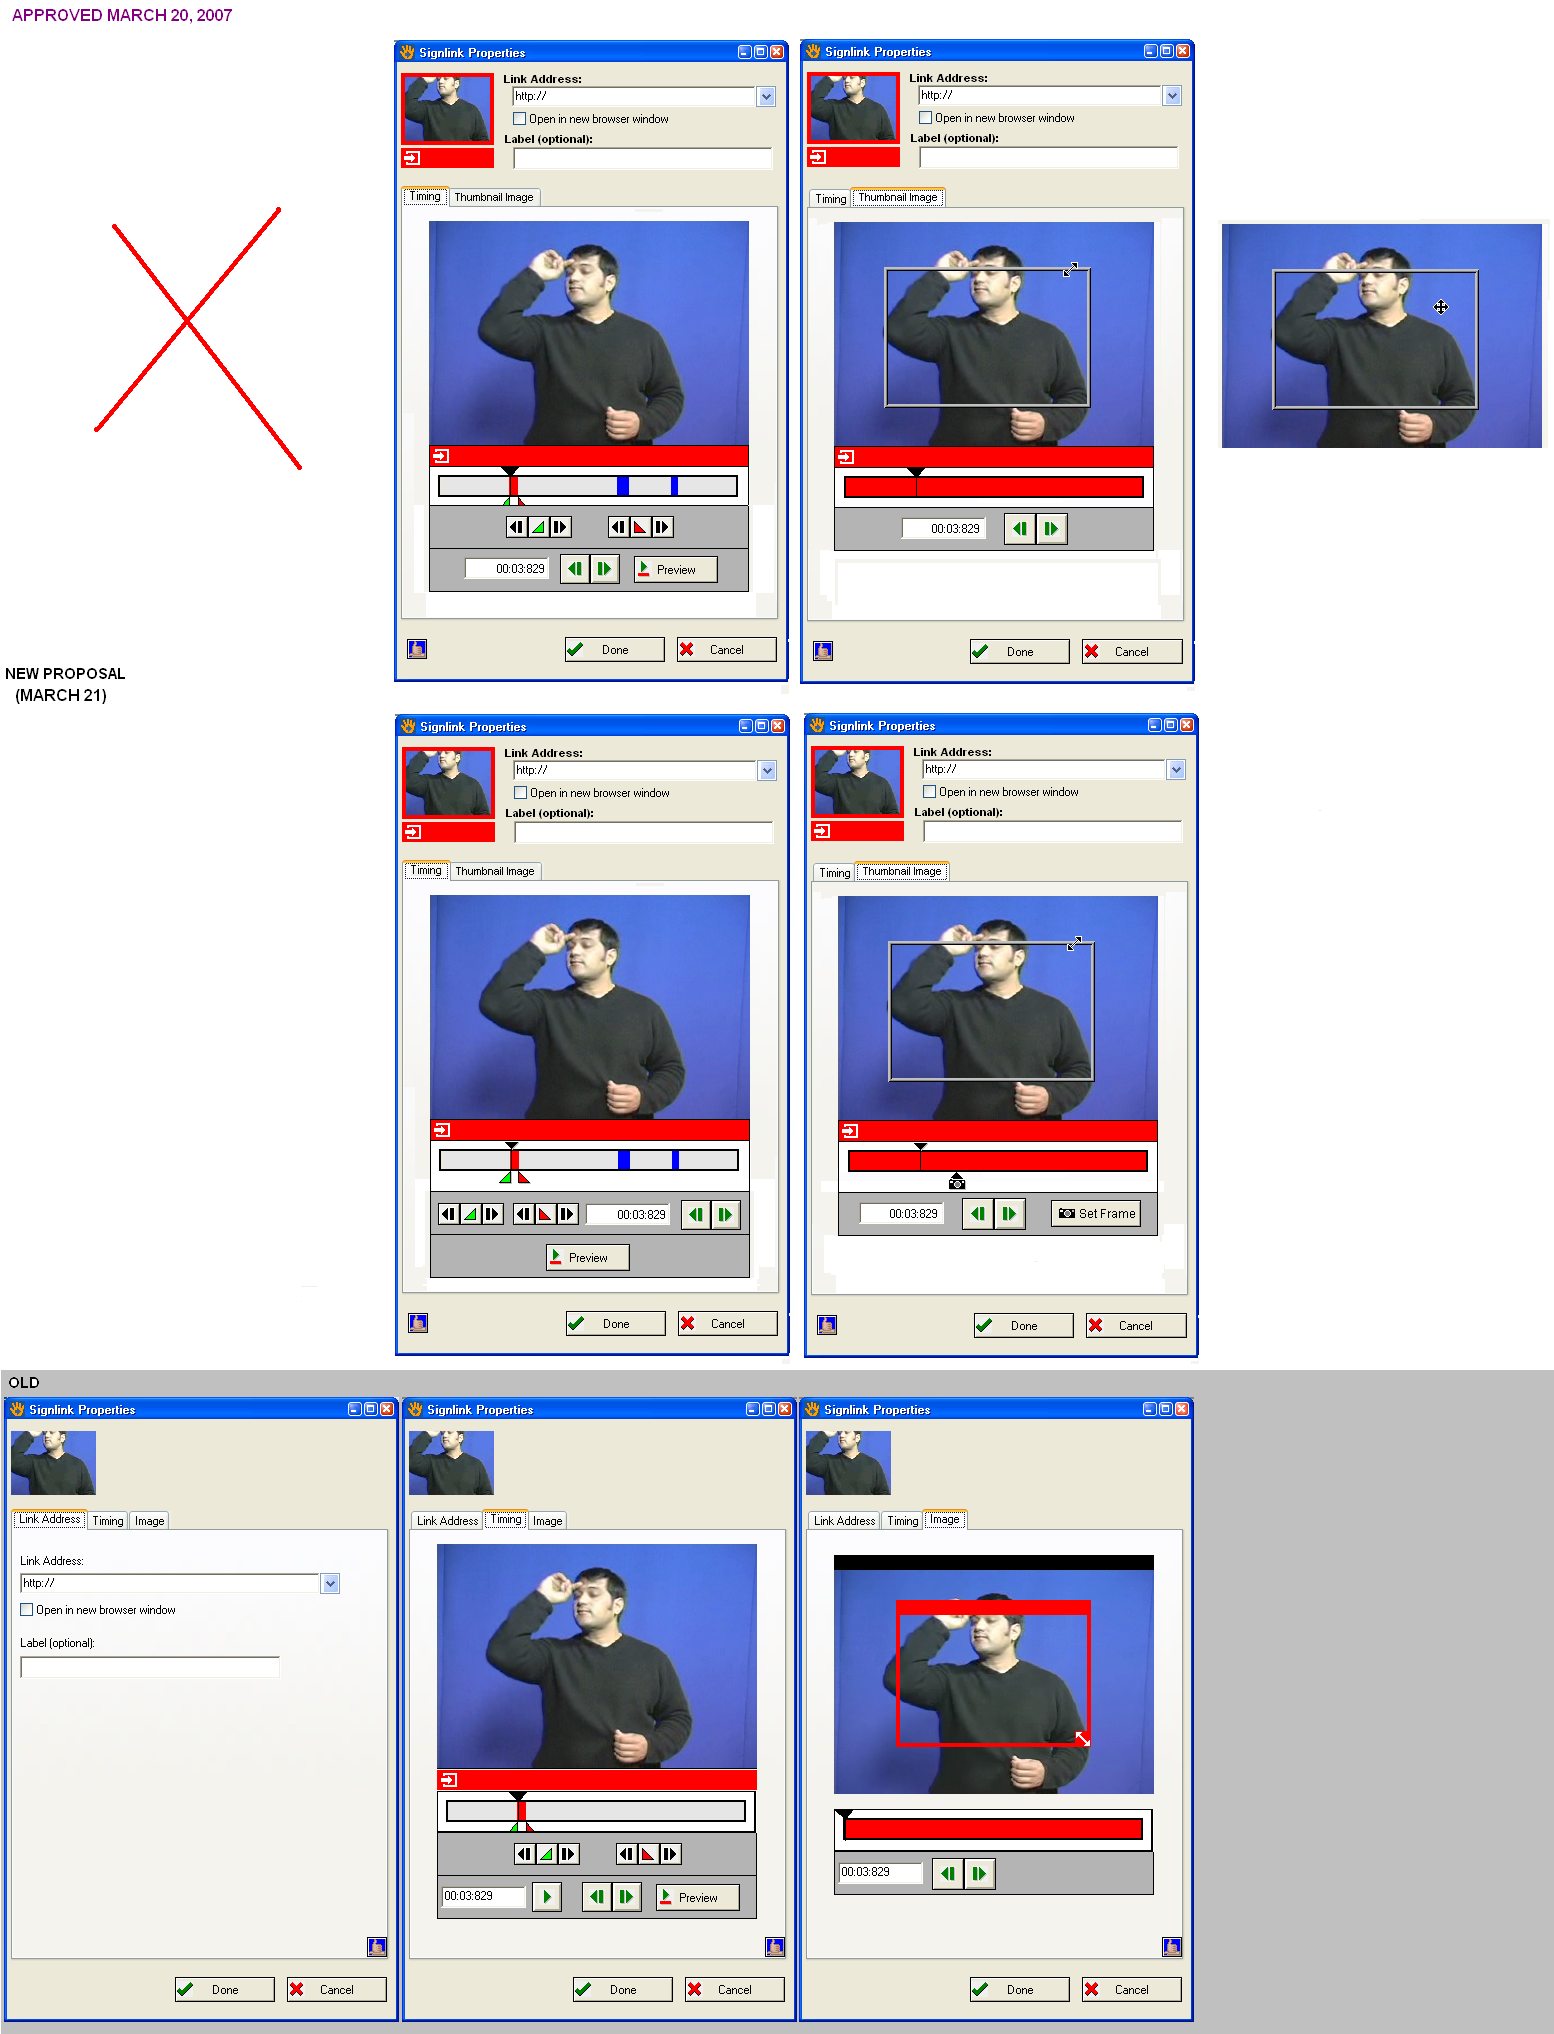 APPROVED MARCH 20, 2007
Signlink Properties
Link Address:
http://
Open in new browser window
Label (optional):
Timing Thumbnail Image
00:03:829 Preview
Done Cancel
Signlink Properties
Link Address:
http://
Open in new browser window
Label (optional):
Timing Thumbnail Image
00:03:829
Done Cancel
NEW PROPOSAL
(MARCH 21)
Signlink Properties
Link Address:
http://
Open in new browser window
Label (optional):
Timing Thumbnail Image
00:03:829
Preview
Done Cancel
Signlink Properties
Link Address:
http://
Open in new browser window
Label (optional):
Timing Thumbnail Image
00:03:829 Set Frame
Done Cancel
OLD
Signlink Properties
Link Address Timing Image
Link Address:
http://
Open in new browser window
Label (optional):
Done Cancel
Signlink Properties
Link Address Timing Image
00:03:829 Preview
Done Cancel
Signlink Properties
Link Address Timing Image
00:03:829
Done Cancel